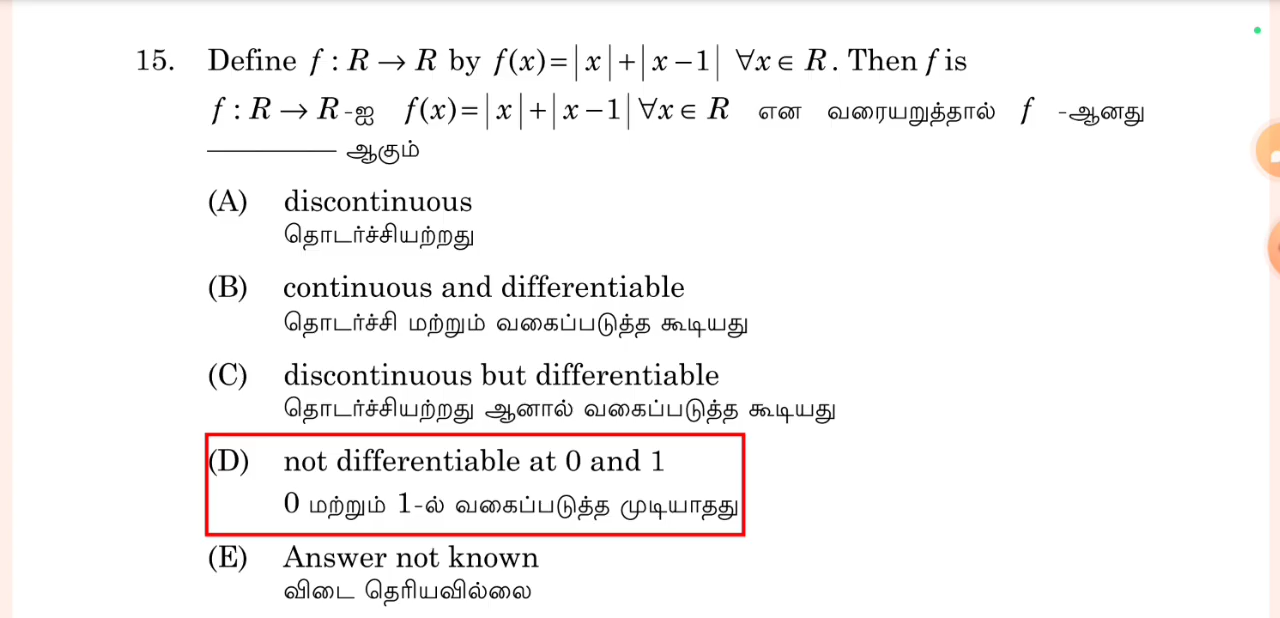 15. Define f : R → R by f(x)=|x|+|x−1| ∀x∈ R. Then f is
f : R → R-ஐ f(x)=|x|+|x−1|∀x∈ R என வரையறுத்தால் f -ஆனது
________ ஆகும்
(A) discontinuous
தொடர்ச்சியற்றது
(B) continuous and differentiable
தொடர்ச்சி மற்றும் வகைப்படுத்த கூடியது
(C) discontinuous but differentiable
தொடர்ச்சியற்றது ஆனால் வகைப்படுத்த கூடியது
(D) not differentiable at 0 and 1
0 மற்றும் 1-ல் வகைப்படுத்த முடியாதது
(E) Answer not known
விடை தெரியவில்லை